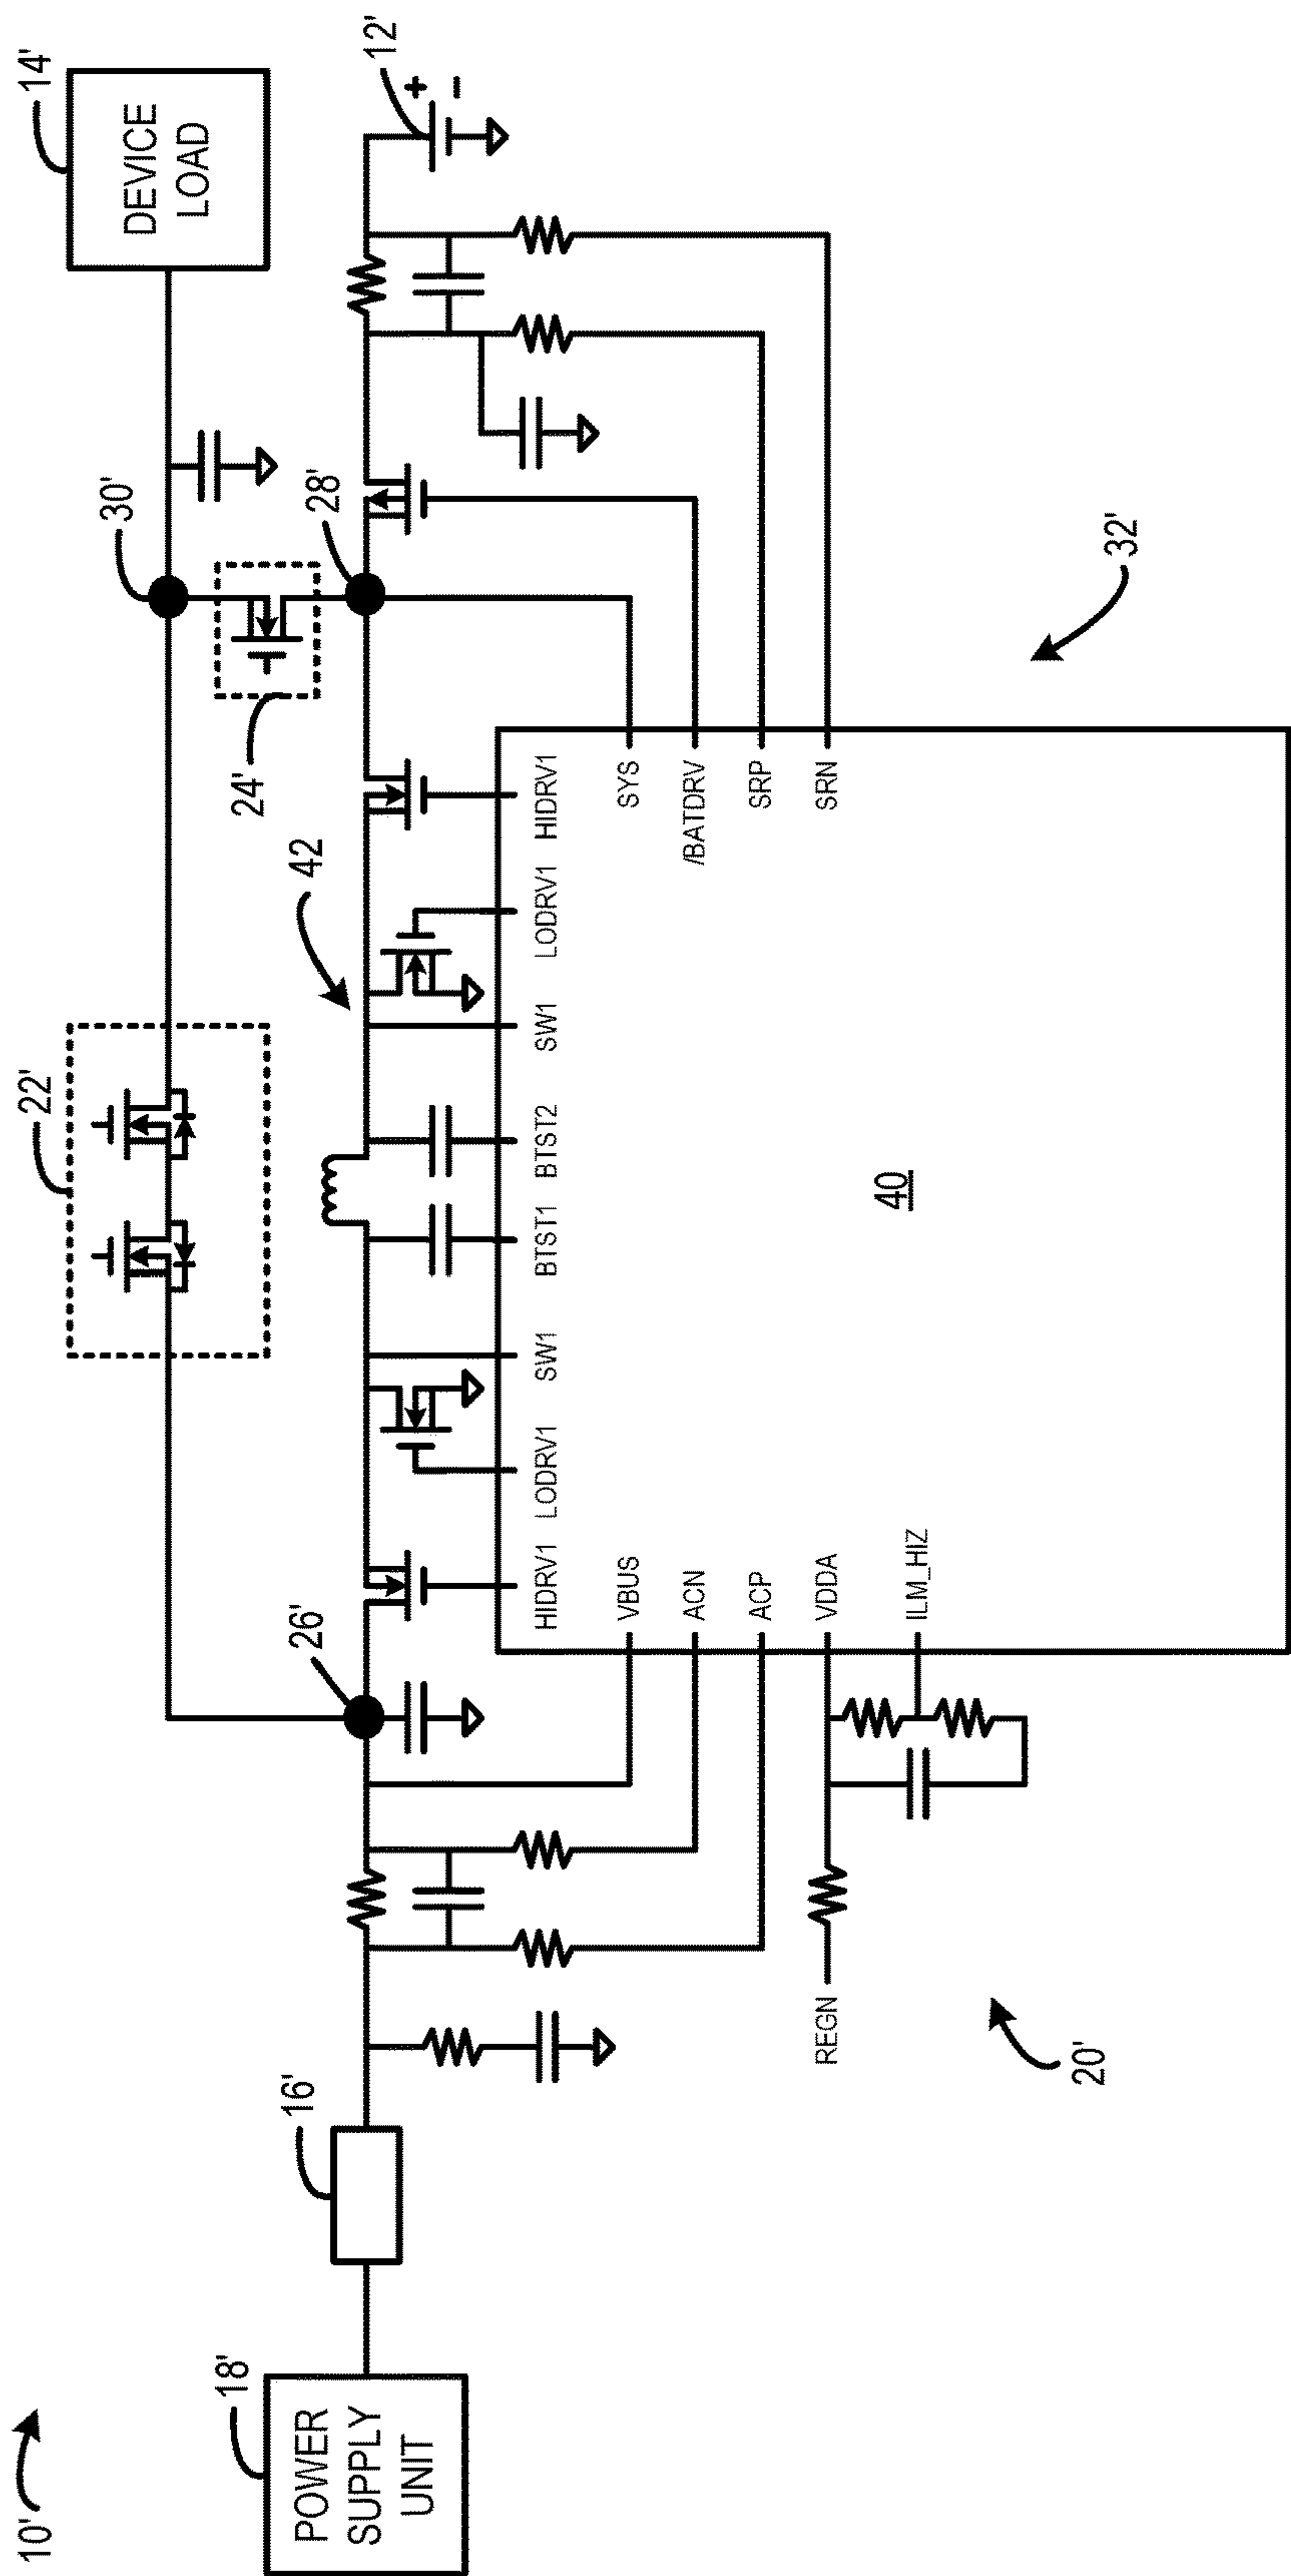 10'
18'
POWER
SUPPLY
UNIT
16'
26'
22'
42
24'
28'
30'
14'
DEVICE
LOAD
12'
+
−
HIDRV1
LODRV1
SW1
BTST1
BTST2
SW1
LODRV1
HIDRV1
VBUS
ACN
ACP
VDDA
ILM_HIZ
REGN
SYS
/BATDRV
SRP
SRN
40
20'
32'